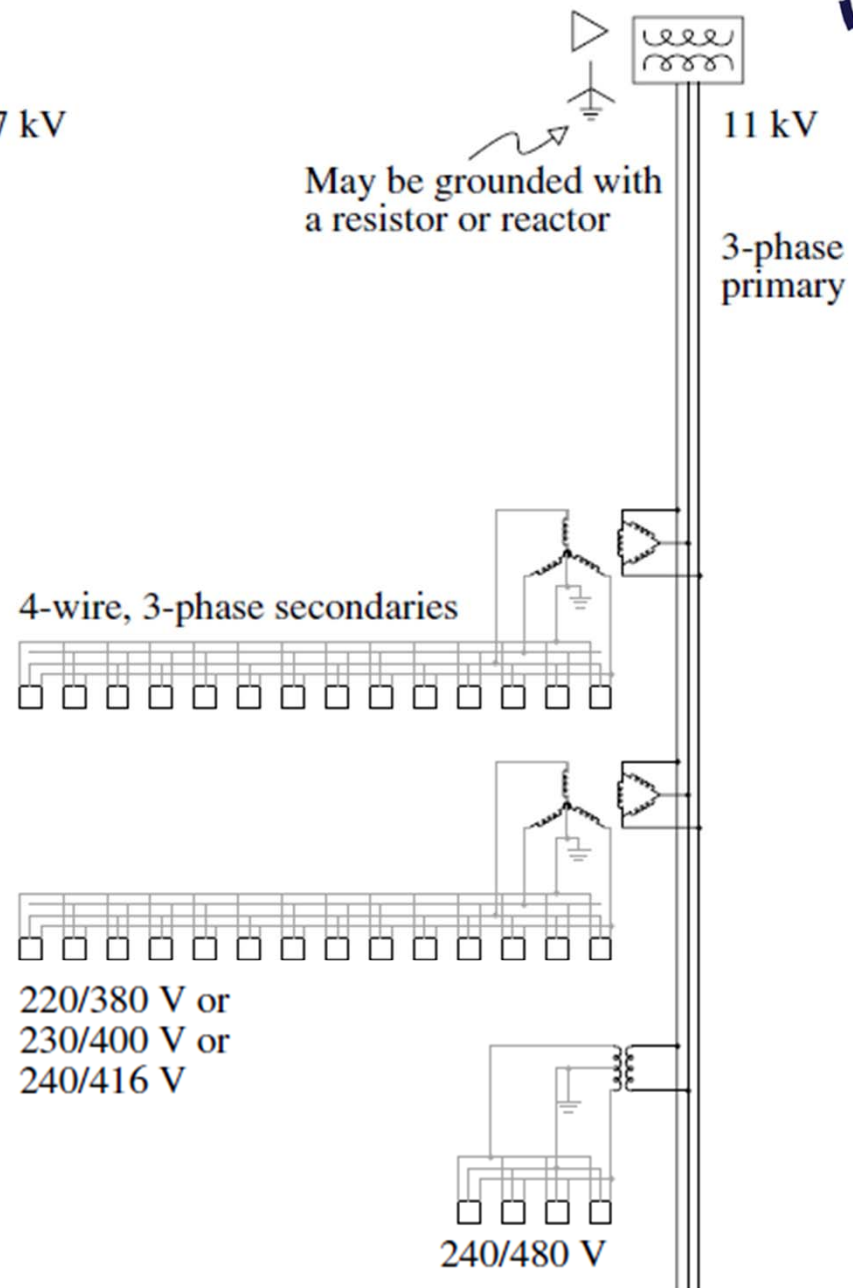 7 kV
11 kV
May be grounded with
a resistor or reactor
3-phase
primary
4-wire, 3-phase secondaries
220/380 V or
230/400 V or
240/416 V
240/480 V